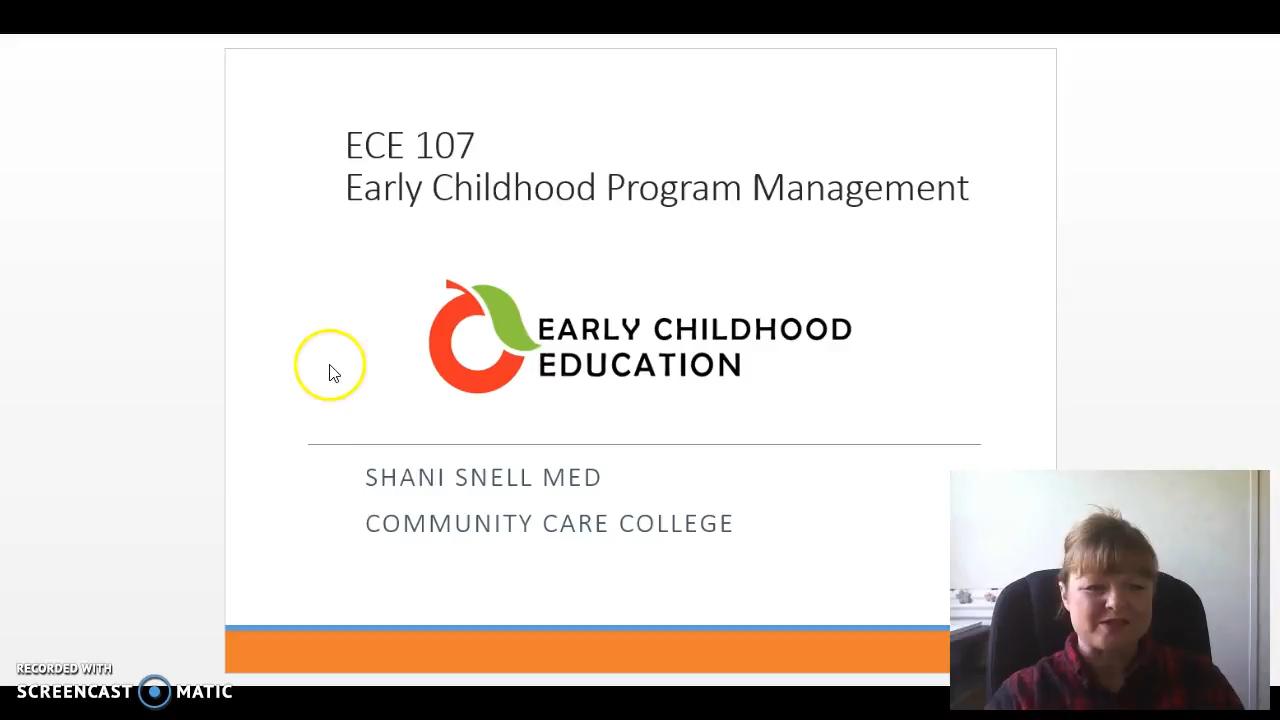 ECE 107
Early Childhood Program Management
EARLY CHILDHOOD
EDUCATION
SHANI SNELL MED
COMMUNITY CARE COLLEGE
RECORDED WITH
SCREENCAST MATIC